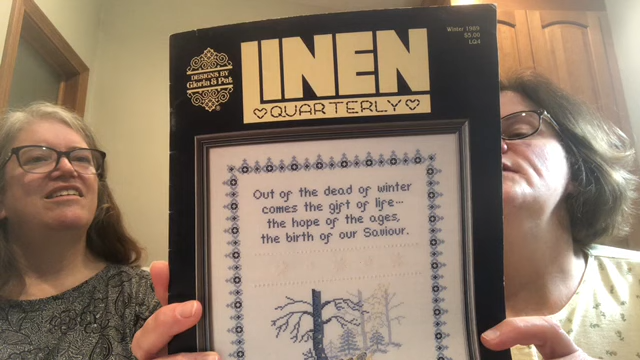 Winter 1989
$5.00
LQ4
DESIGNS BY
Gloria & Pat
LINEN
QUARTERLY
Out of the dead of winter
comes the gift of life---
the hope of the ages,
the birth of our Saviour.